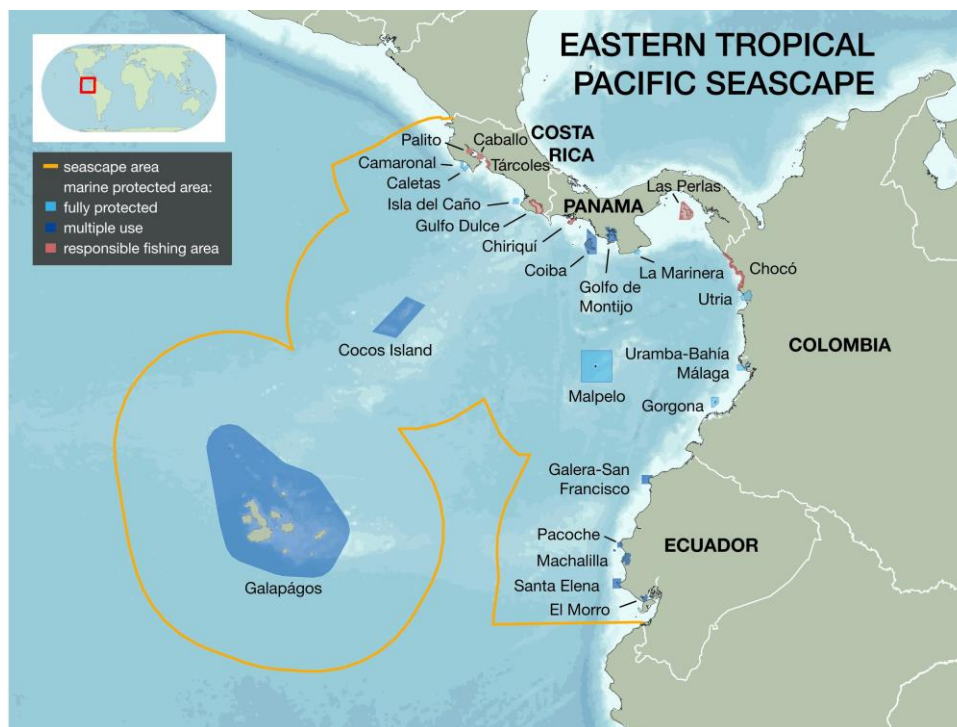 EASTERN TROPICAL
PACIFIC SEASCAPE
seascape area
marine protected area:
fully protected
multiple use
responsible fishing area
COSTA
RICA
Palito
Caballo
Camaronal
Tárcoles
Caletas
Isla del Caño
Gulfo Dulce
PANAMA
Las Perlas
Chiriquí
Coiba
Golfo de
Montijo
La Marinera
Chocó
Utria
COLOMBIA
Cocos Island
Malpelo
Uramba-Bahía
Málaga
Gorgona
Galera-San
Francisco
Pacoche
ECUADOR
Machalilla
Santa Elena
El Morro
Galapágos